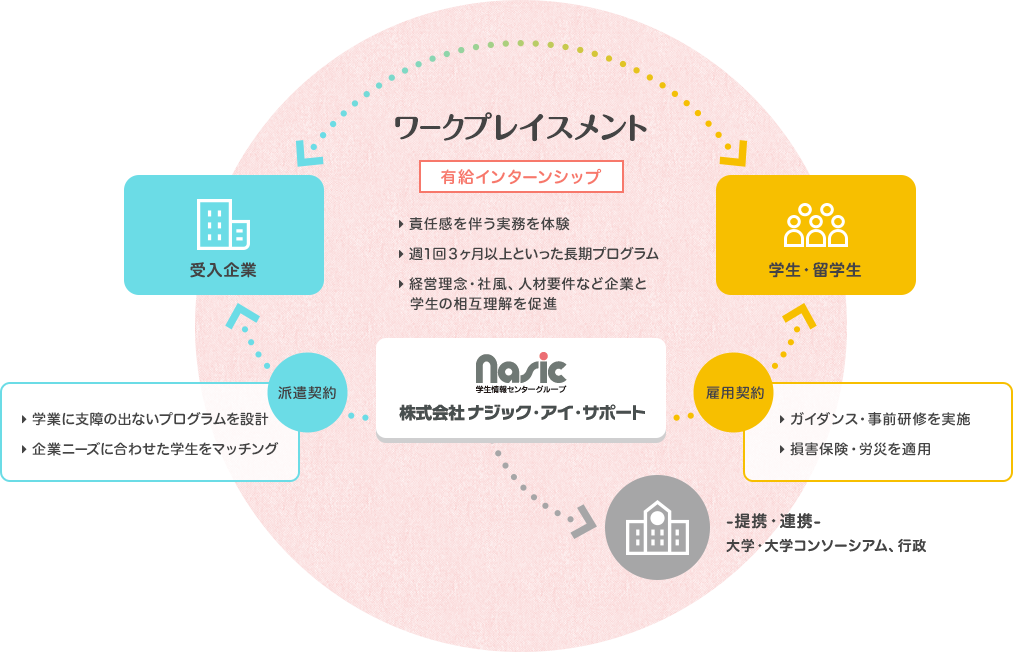 ワークプレイスメント
有給インターンシップ
責任感を伴う実務を体験
週1回3ヶ月以上といった長期プログラム
経営理念・社風、人材要件など企業と
学生の相互理解を促進
受入企業
学生・留学生
nasic
学生情報センターグループ
株式会社 ナジック・アイ・サポート
派遣契約
学業に支障の出ないプログラムを設計
企業ニーズに合わせた学生をマッチング
雇用契約
ガイダンス・事前研修を実施
損害保険・労災を適用
-提携・連携-
大学・大学コンソーシアム、行政